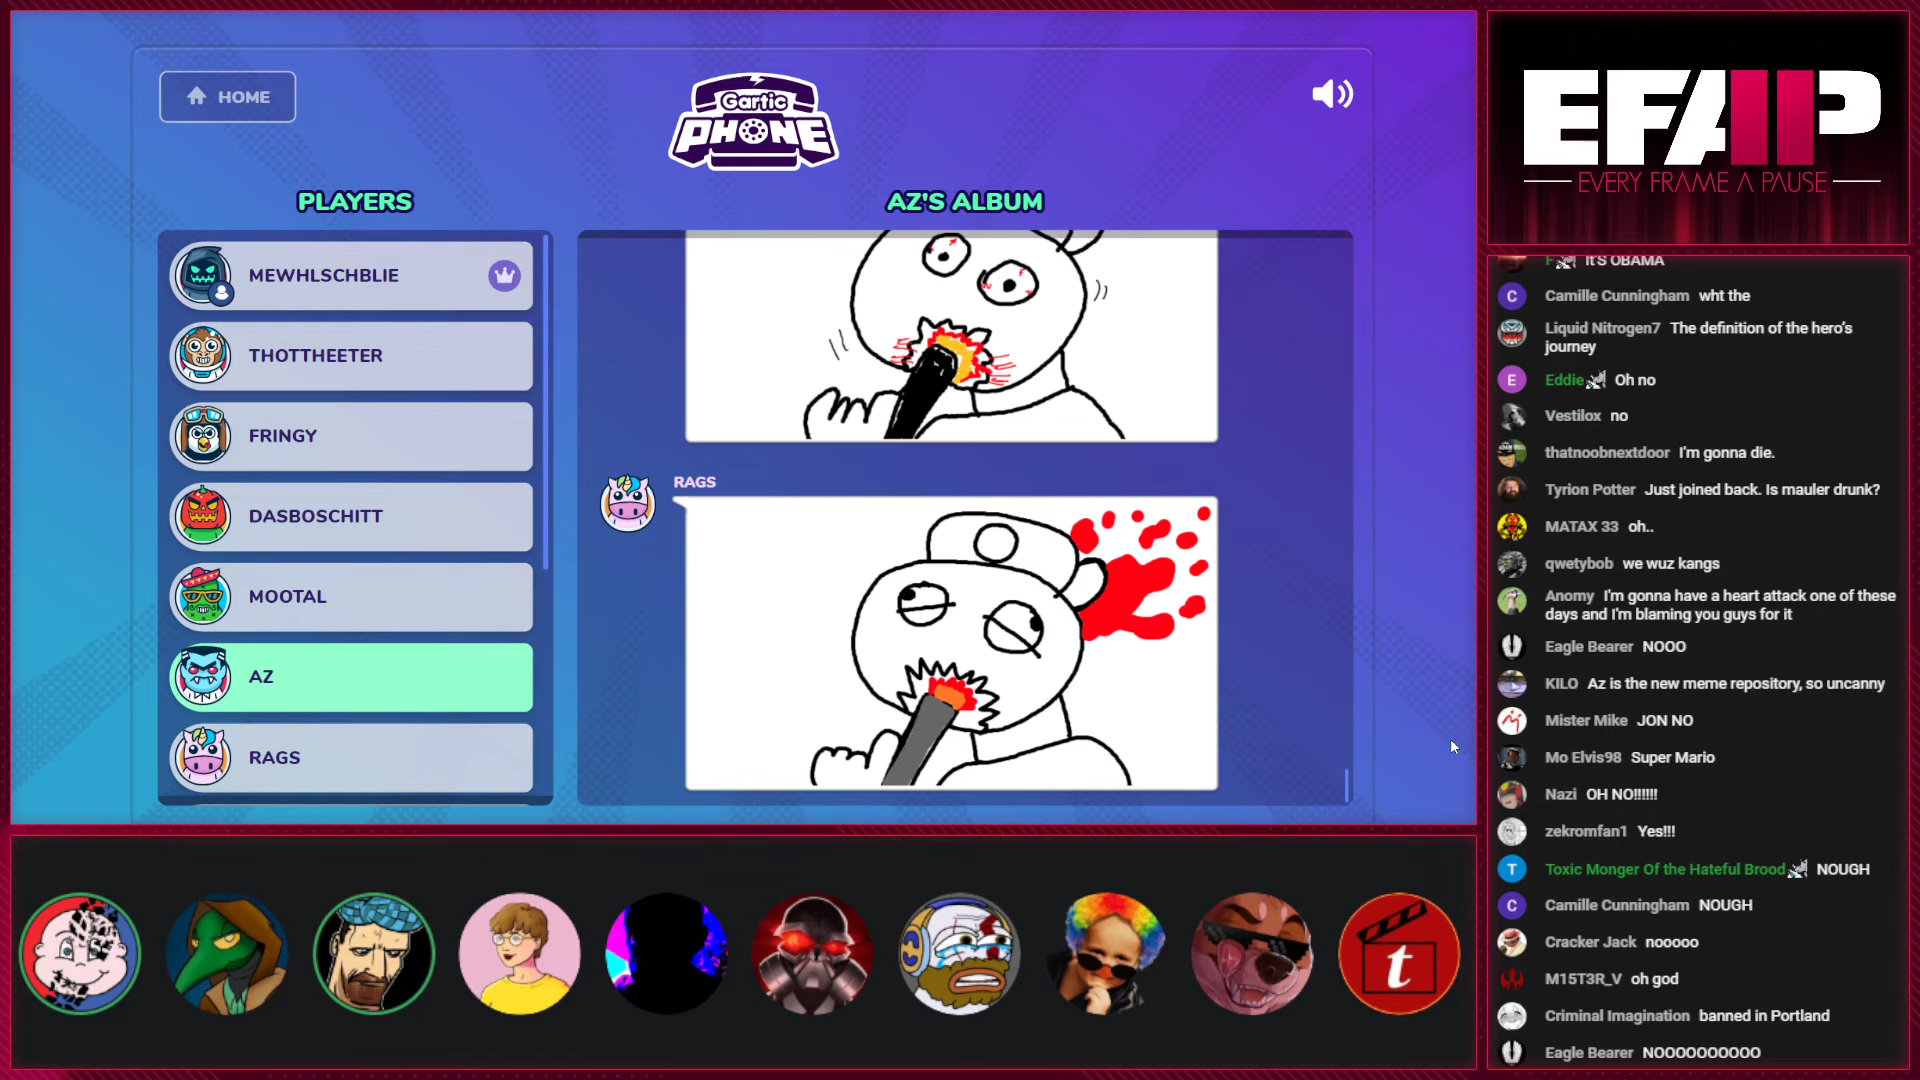 HOME
Gartic
PHONE
PLAYERS
AZ'S ALBUM
MEWHLSCHBLIE
THOTTHEETER
FRINGY
DASBOSCHITT
MOOTAL
AZ
RAGS
RAGS
t
EFAP
EVERY FRAME A PAUSE
F It'S OBAMA
C Camille Cunningham wht the
Liquid Nitrogen7 The definition of the hero's
journey
E Eddie Oh no
Vestilox no
thatnoobnextdoor I'm gonna die.
Tyrion Potter Just joined back. Is mauler drunk?
MATAX 33 oh..
qwetybob we wuz kangs
Anomy I'm gonna have a heart attack one of these
days and I'm blaming you guys for it
Eagle Bearer NOOO
KILO Az is the new meme repository, so uncanny
Mister Mike JON NO
Mo Elvis98 Super Mario
Nazi OH NO!!!!!!
zekromfan1 Yes!!!
T Toxic Monger Of the Hateful Brood NOUGH
C Camille Cunningham NOUGH
Cracker Jack nooooo
M15T3R_V oh god
Criminal Imagination banned in Portland
Eagle Bearer NOOOOOOOOOO